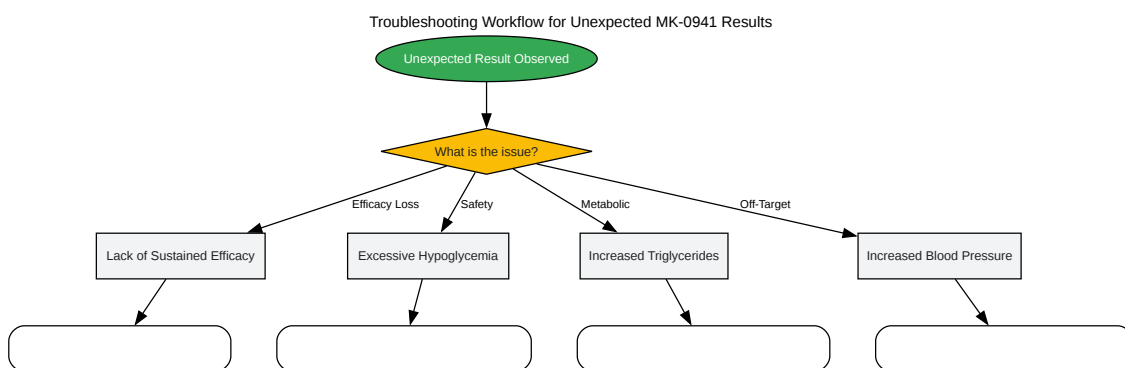 Troubleshooting Workflow for Unexpected MK-0941 Results
Unexpected Result Observed
What is the issue?
Efficacy Loss
Safety
Metabolic
Off-Target
Lack of Sustained Efficacy
Excessive Hypoglycemia
Increased Triglycerides
Increased Blood Pressure